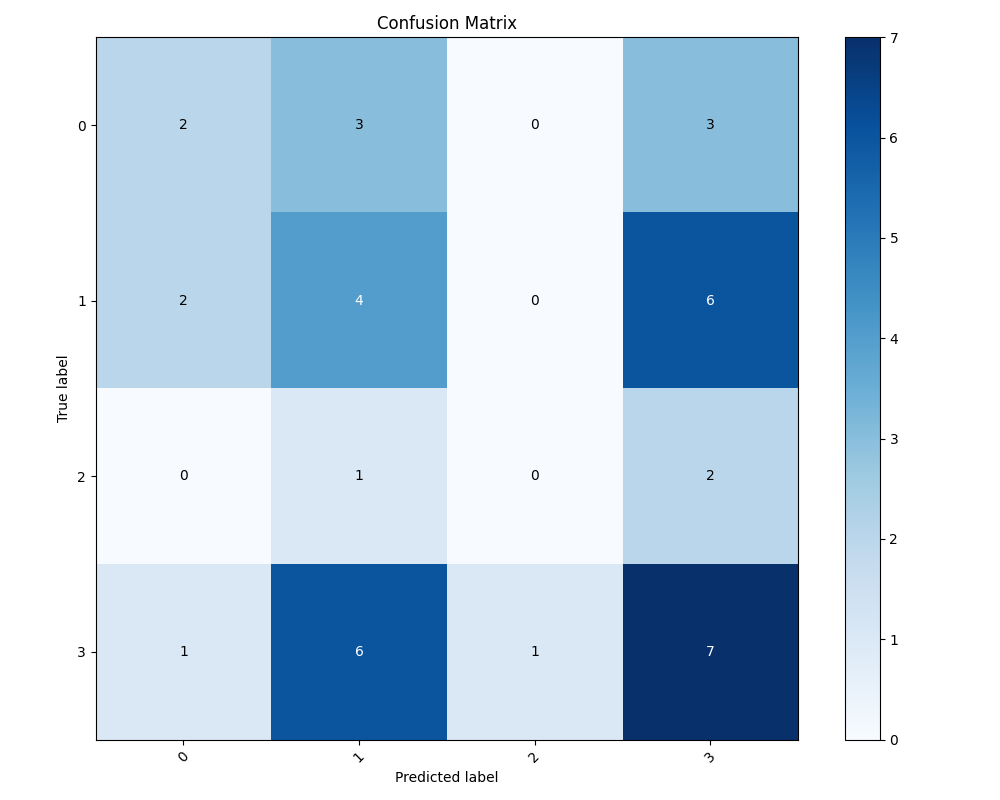 Confusion Matrix
True label
0 2 3 0 3
1 2 4 0 6
2 0 1 0 2
3 1 6 1 7
0 1 2 3
Predicted label
7
6
5
4
3
2
1
0